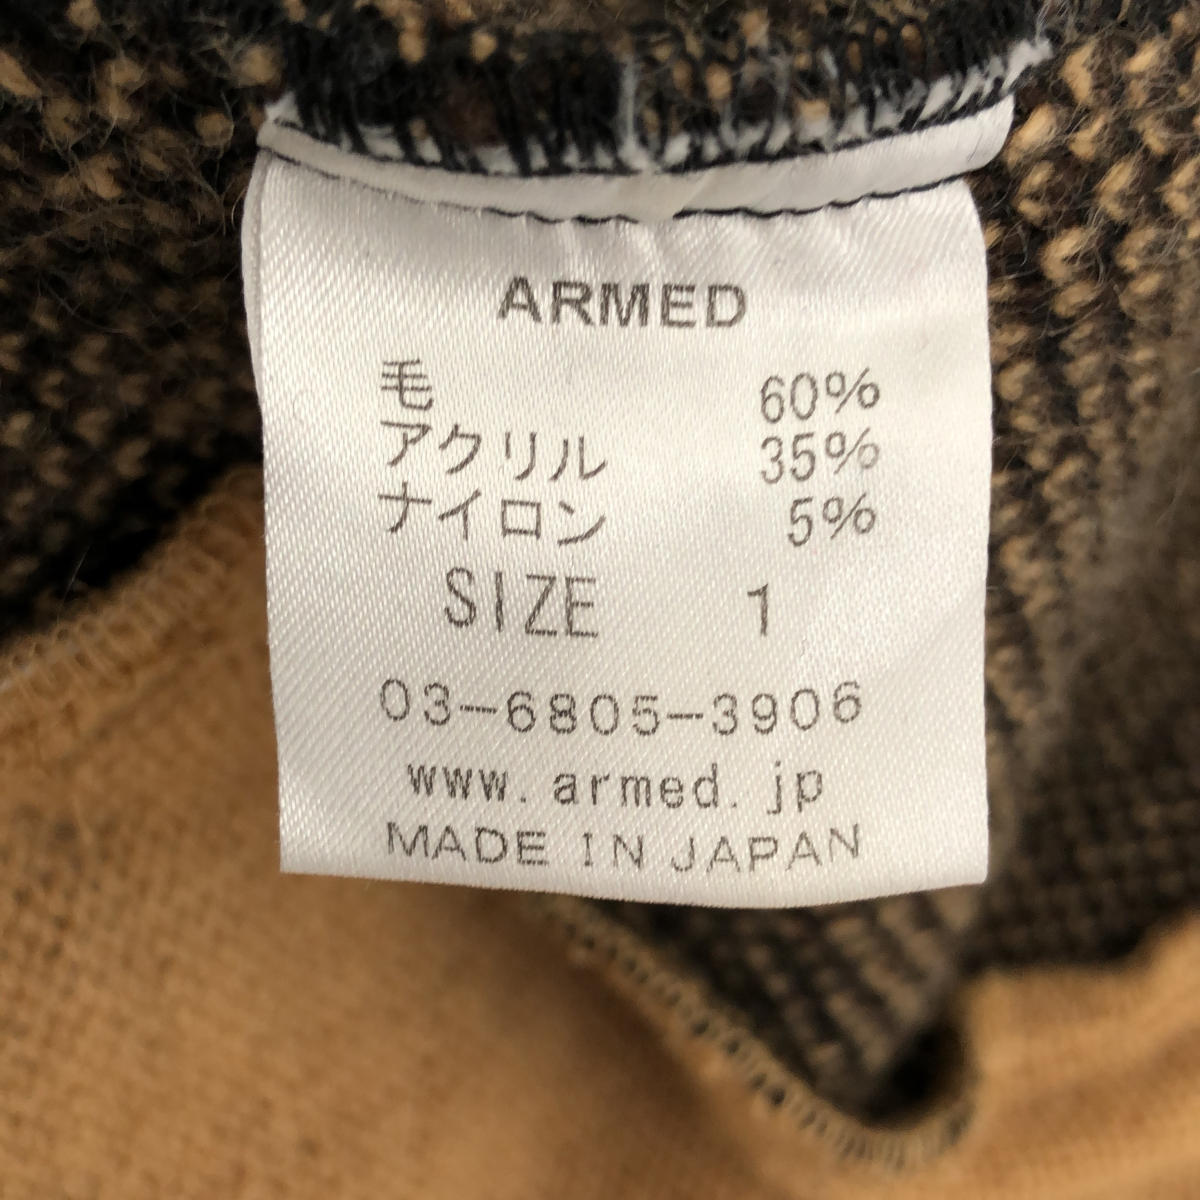 ARMED
毛 60%
アクリル 35%
ナイロン 5%
SIZE 1
03-6805-3906
www.armed.jp
MADE IN JAPAN